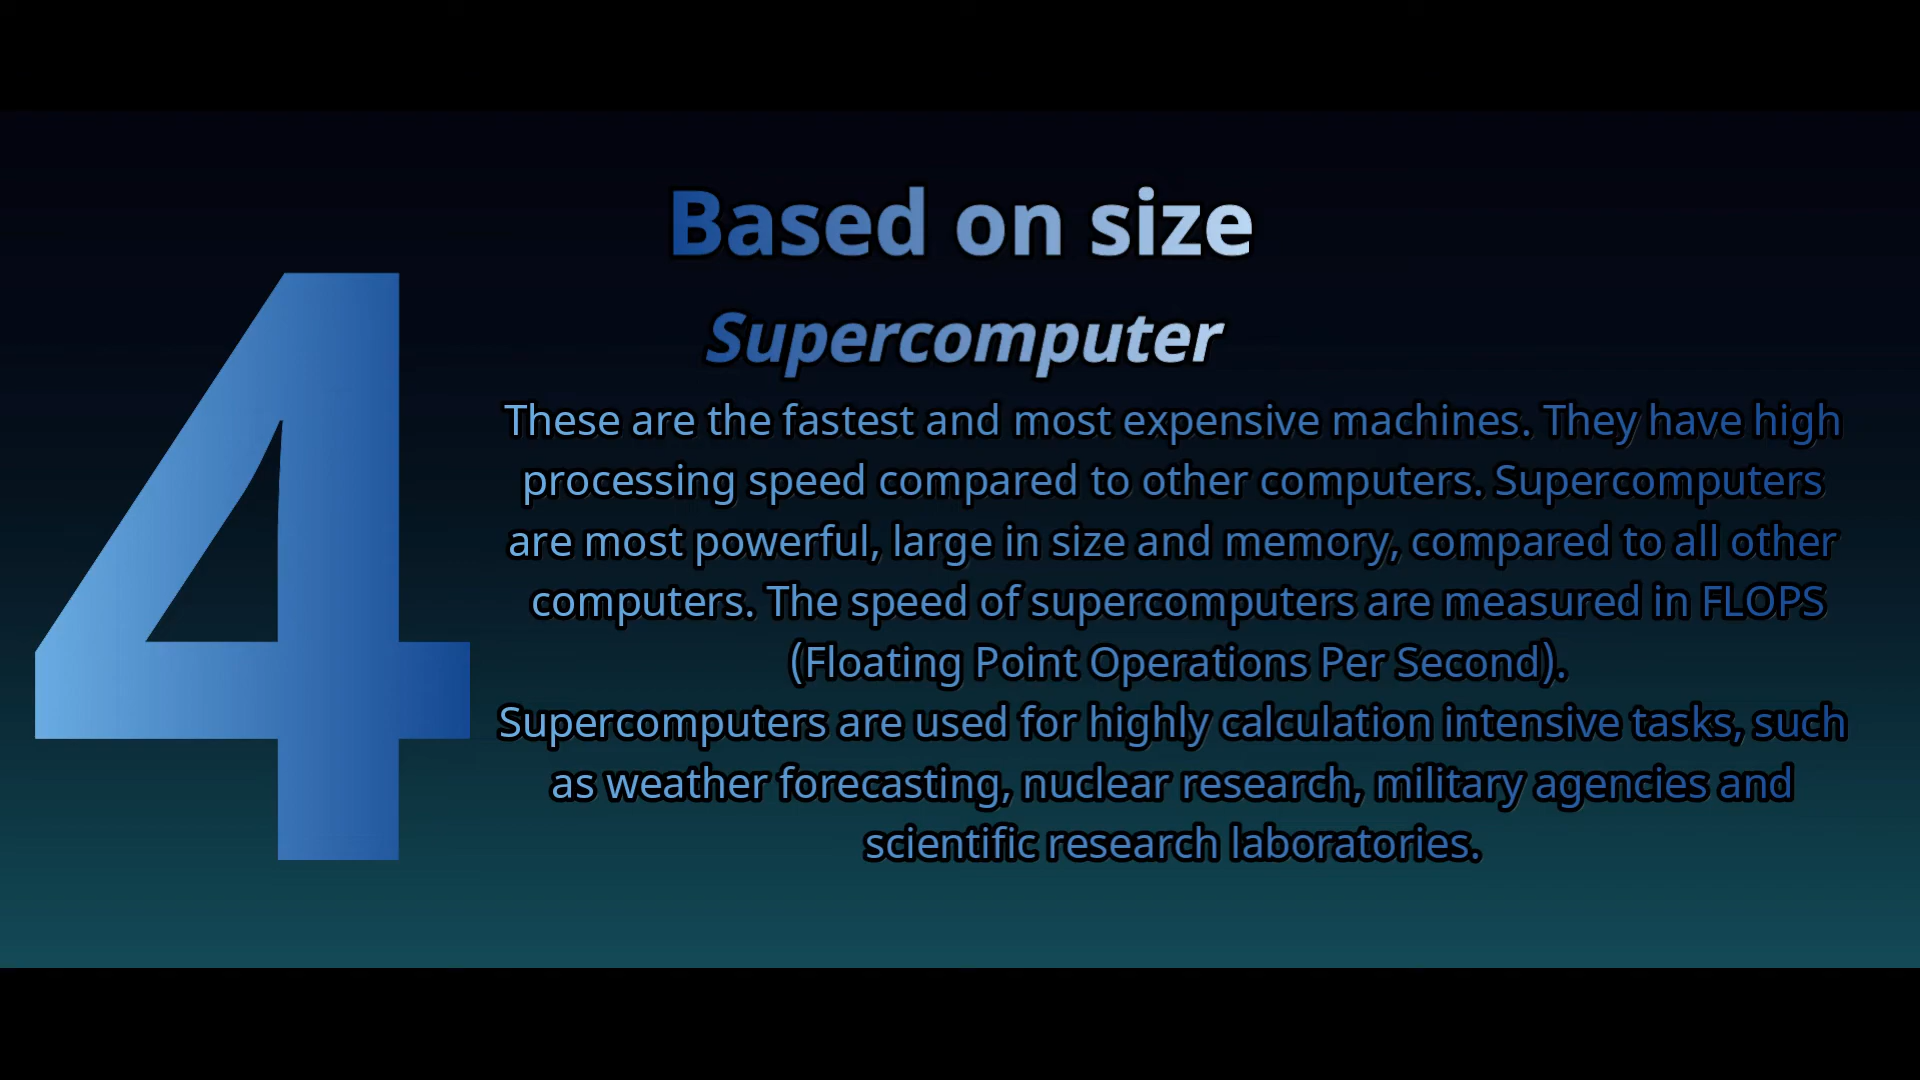 Based on size
4
Supercomputer
These are the fastest and most expensive machines. They have high
processing speed compared to other computers. Supercomputers
are most powerful, large in size and memory, compared to all other
computers. The speed of supercomputers are measured in FLOPS
(Floating Point Operations Per Second).
Supercomputers are used for highly calculation intensive tasks, such
as weather forecasting, nuclear research, military agencies and
scientific research laboratories.